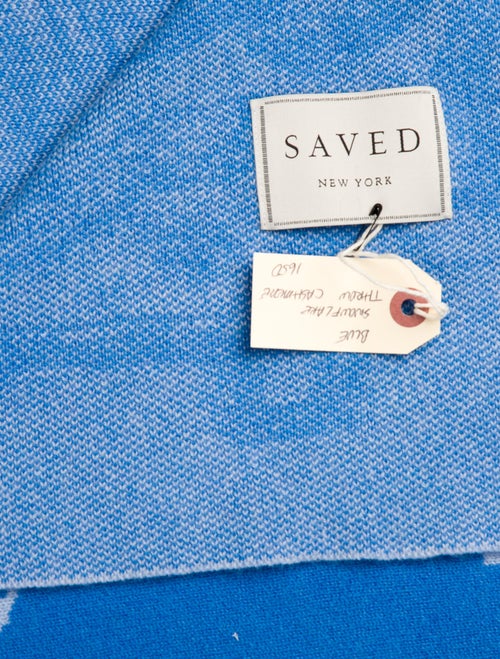 SAVED
NEW YORK
BLUE
SNOWFLAKE
THROW CASHMERE
1650